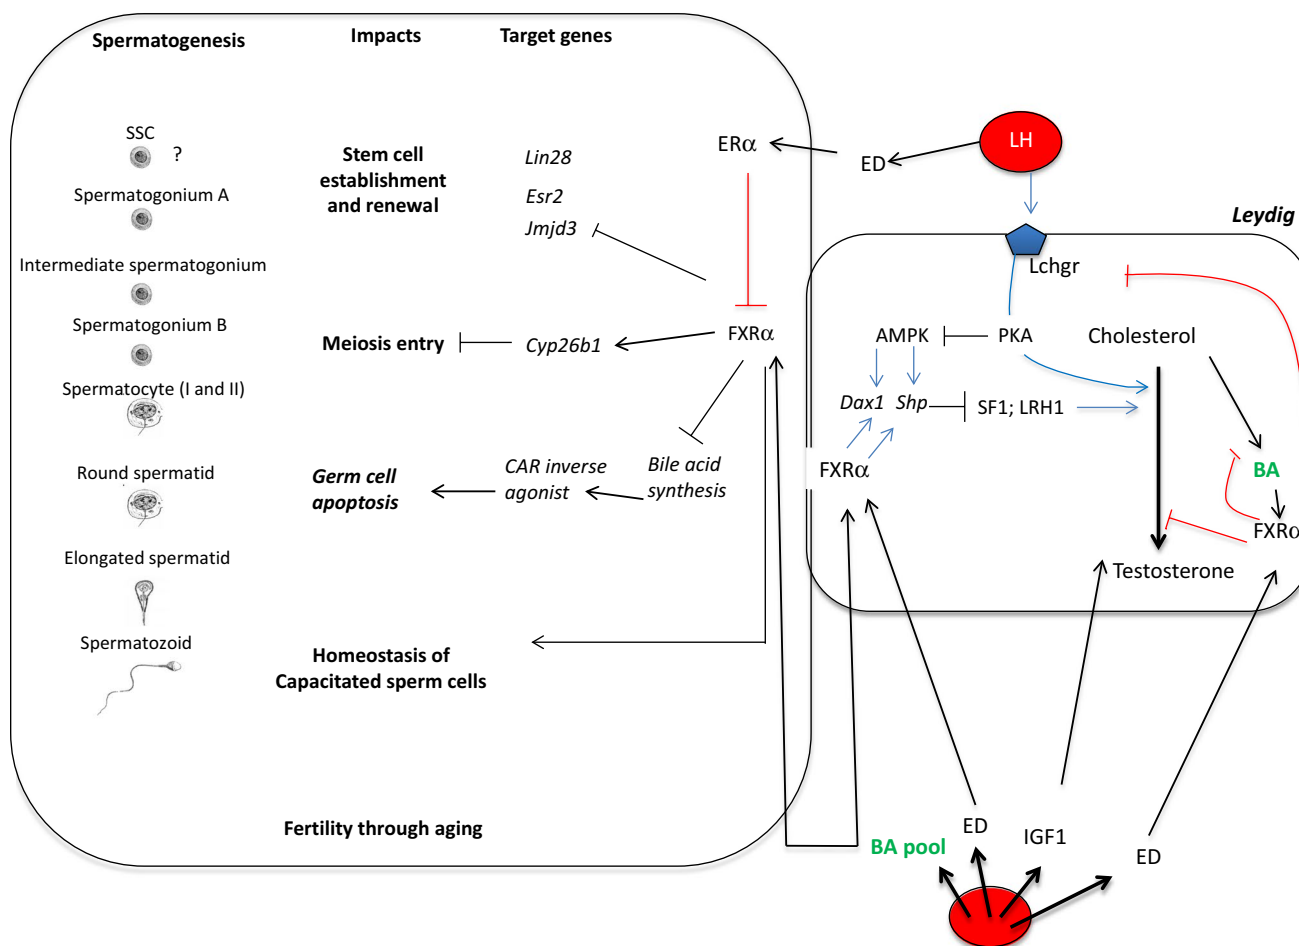 Spermatogenesis
Impacts
Target genes
SSC
?
Spermatogonium A
Intermediate spermatogonium
Spermatogonium B
Spermatocyte (I and II)
Round spermatid
Elongated spermatid
Spermatozoid
Stem cell
establishment
and renewal
Meiosis entry
Germ cell
apoptosis
Homeostasis of
Capacitated sperm cells
Fertility through aging
Lin28
Esr2
Jmjd3
Cyp26b1
CAR inverse
agonist
Bile acid
synthesis
ERα
FXRα
ED
LH
Leydig
Lchgr
AMPK
PKA
Cholesterol
Dax1
Shp
SF1; LRH1
FXRα
BA
FXRα
Testosterone
BA pool
ED
IGF1
ED